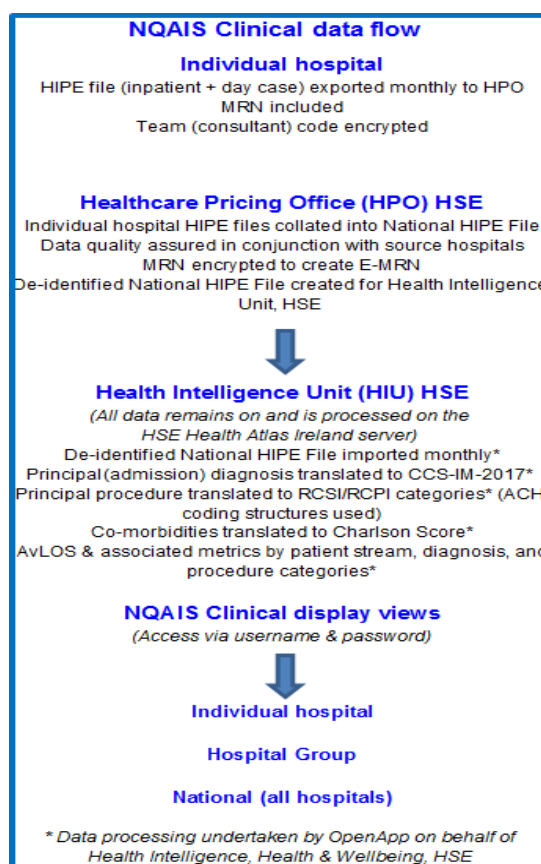 NQAIS Clinical data flow
Individual hospital
HIPE file (inpatient + day case) exported monthly to HPO
MRN included
Team (consultant) code encrypted
Healthcare Pricing Office (HPO) HSE
Individual hospital HIPE files collated into National HIPE File
Data quality assured in conjunction with source hospitals
MRN encrypted to create E-MRN
De-identified National HIPE File created for Health Intelligence
Unit, HSE
Health Intelligence Unit (HIU) HSE
(All data remains on and is processed on the
HSE Health Atlas Ireland server)
De-identified National HIPE File imported monthly*
Principal (admission) diagnosis translated to CCS-IM-2017*
Principal procedure translated to RCSI/RCPI categories* (ACHI
coding structures used)
Co-morbidities translated to Charlson Score*
AvLOS & associated metrics by patient stream, diagnosis, and
procedure categories*
NQAIS Clinical display views
(Access via username & password)
Individual hospital
Hospital Group
National (all hospitals)
* Data processing undertaken by OpenApp on behalf of
Health Intelligence, Health & Wellbeing, HSE